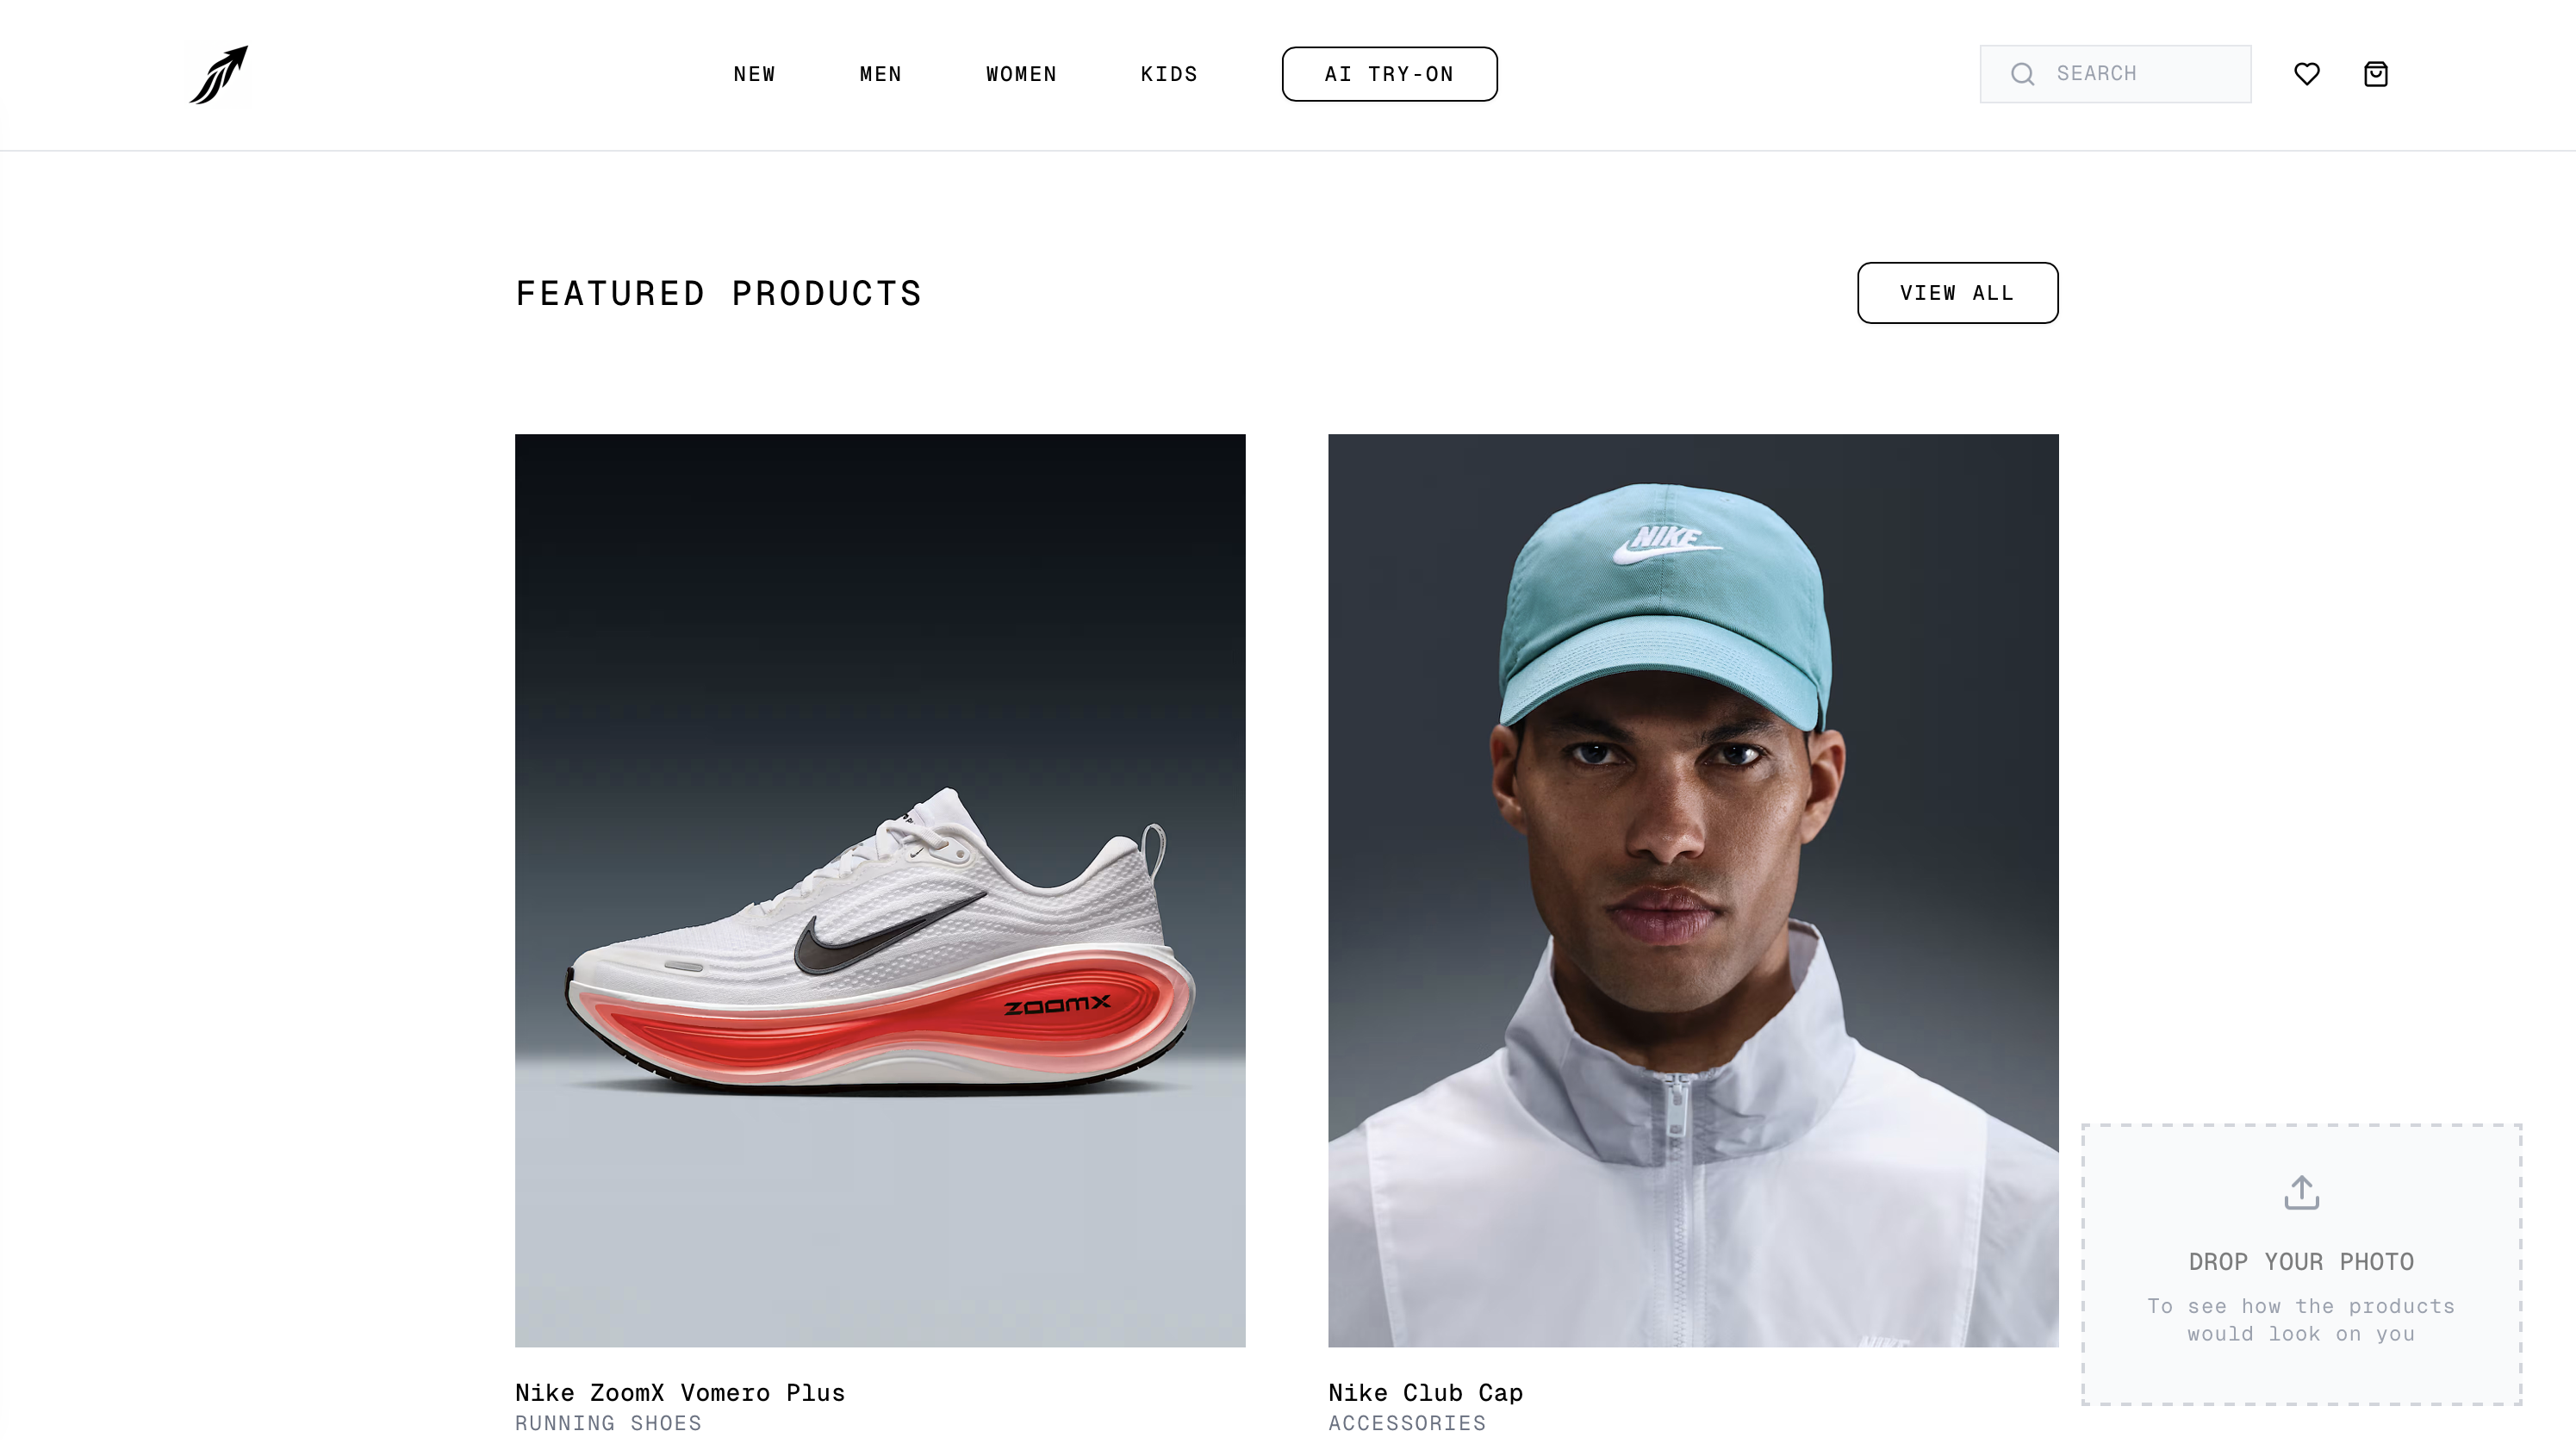 NEW
MEN
WOMEN
KIDS
AI TRY-ON
SEARCH
FEATURED PRODUCTS
VIEW ALL
NIKE
ZOOMX
NIKE
DROP YOUR PHOTO
To see how the products
would look on you
Nike ZoomX Vomero Plus
RUNNING SHOES
Nike Club Cap
ACCESSORIES